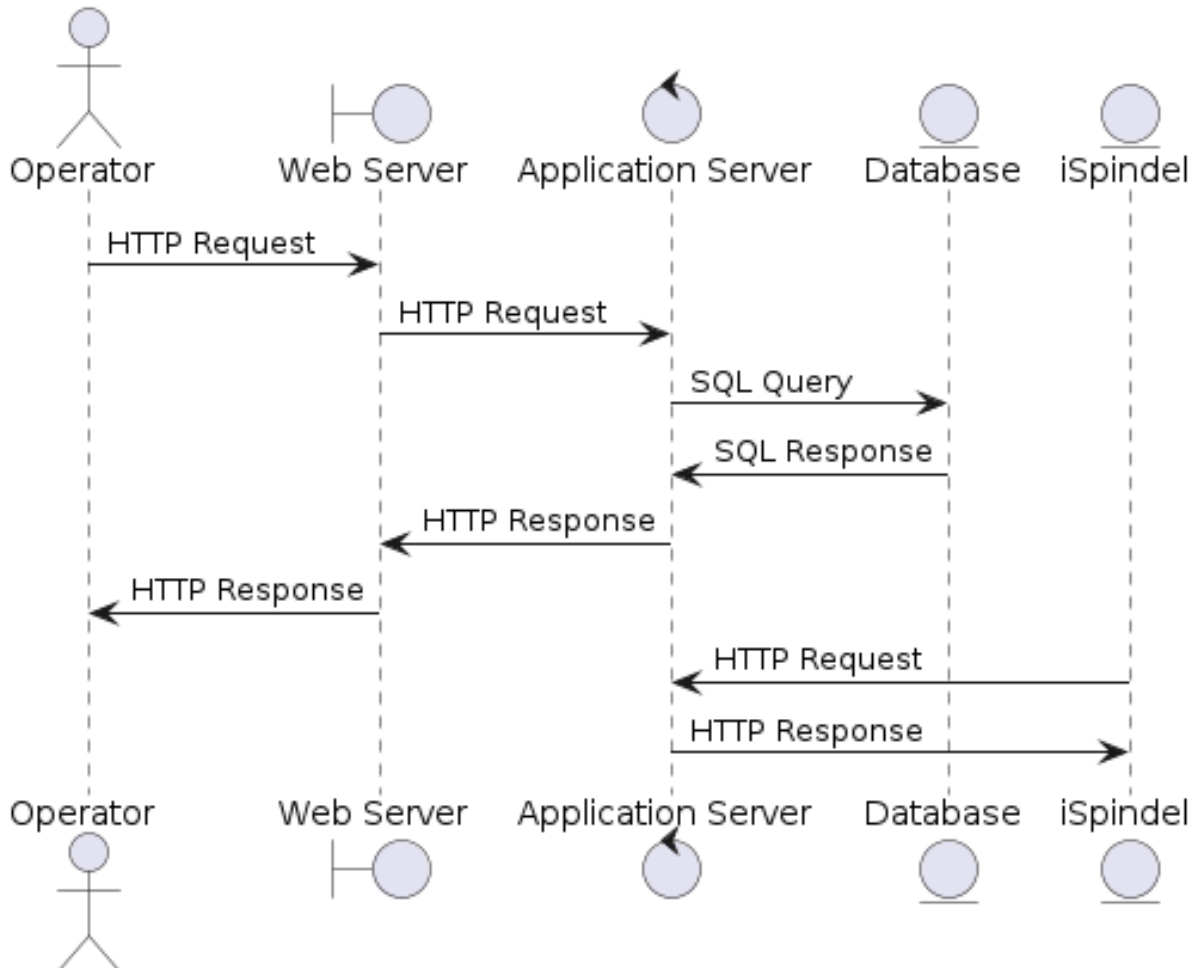 Operator Web Server Application Server Database iSpindel
HTTP Request
HTTP Request
SQL Query
SQL Response
HTTP Response
HTTP Response
HTTP Request
HTTP Response
Operator Web Server Application Server Database iSpindel